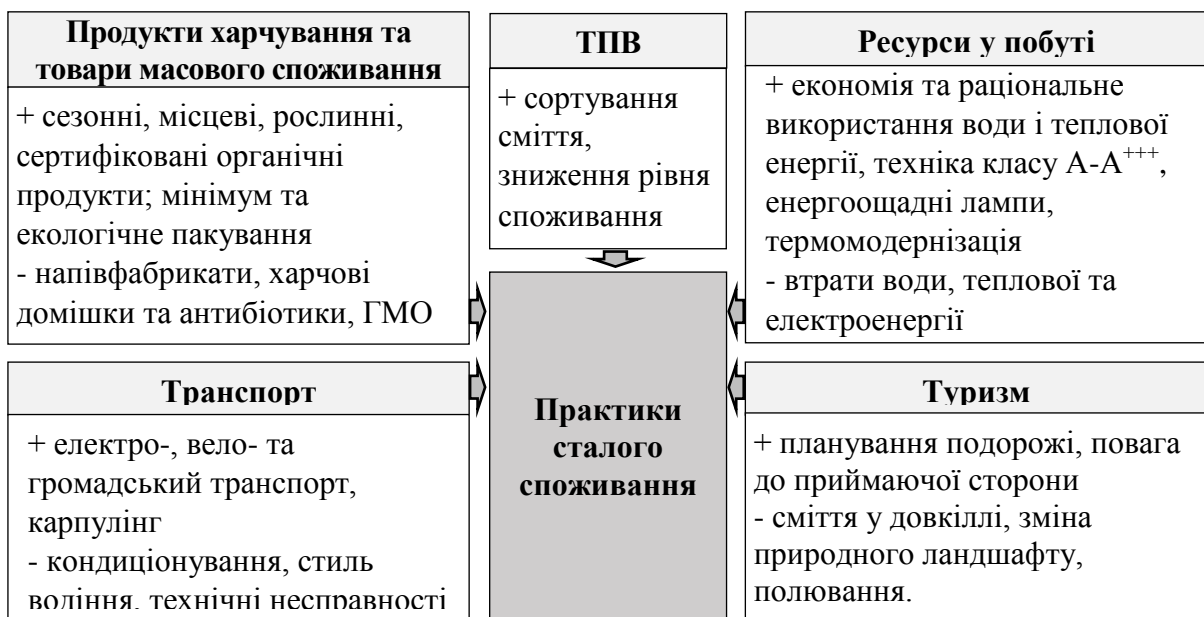 Продукти харчування та
товари масового споживання
+ сезонні, місцеві, рослинні,
сертифіковані органічні
продукти; мінімум та
екологічне пакування
- напівфабрикати, харчові
домішки та антибіотики, ГМО
ТПВ
+ сортування
сміття,
зниження рівня
споживання
Ресурси у побуті
+ економія та раціональне
використання води і теплової
енергії, техніка класу А-А+++,
енергоощадні лампи,
термомодернізація
- втрати води, теплової та
електроенергії
Транспорт
+ електро-, вело- та
громадський транспорт,
карпулінг
- кондиціонування, стиль
водіння, технічні несправності
Практики
сталого
споживання
Туризм
+ планування подорожі, повага
до приймаючої сторони
- сміття у довкіллі, зміна
природного ландшафту,
полювання.